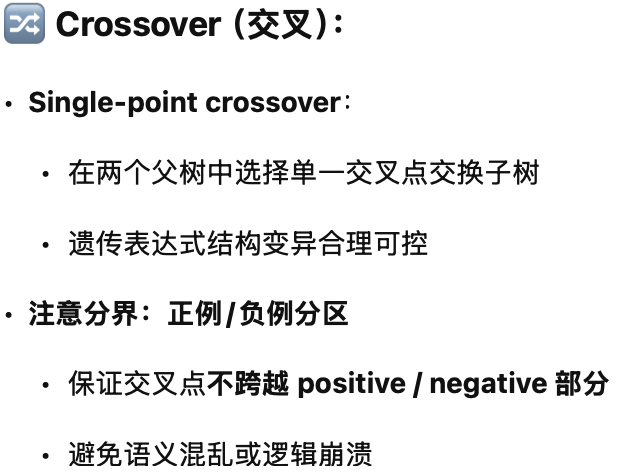 🔀 Crossover（交叉）：
• Single-point crossover：
• 在两个父树中选择单一交叉点交换子树
• 遗传表达式结构变异合理可控
• 注意分界：正例/负例分区
• 保证交叉点不跨越 positive / negative 部分
• 避免语义混乱或逻辑崩溃